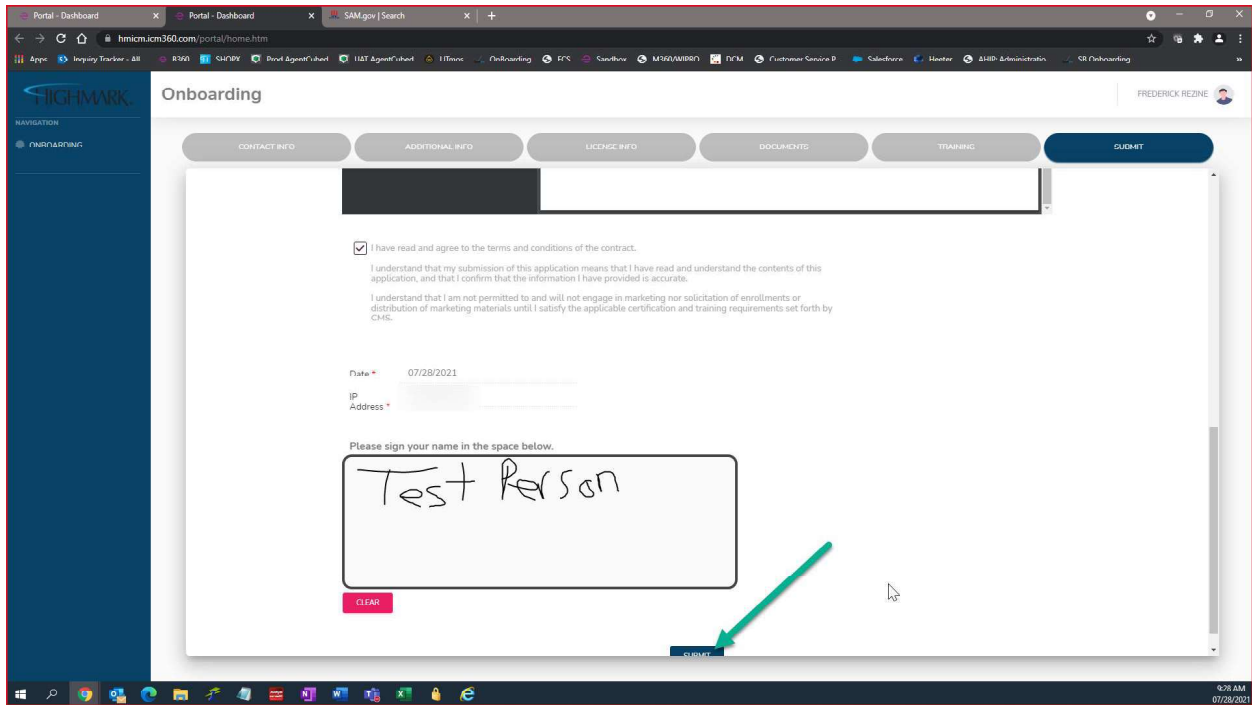 Portal - Dashboard
Portal - Dashboard
SAM.gov | Search
hmicm.icm360.com/portal/home.htm
Apps
Inquiry Tracker - All
R360
SHOPX
Prod AgentCubed
UAT AgentCubed
OnBoarding
FCS
Sandbox
M360/WIPRO
DCM
Customer Service P
Salesforce
Heeter
AHIP: Administratio
SB Onboarding
HIGHMARK.
Onboarding
FREDERICK REZINE
NAVIGATION
ONBOARDING
CONTACT INFO
ADDITIONAL INFO
LICENSE INFO
DOCUMENTS
TRAINING
SUBMIT
I have read and agree to the terms and conditions of the contract.
I understand that my submission of this application means that I have read and understand the contents of this
application, and that I confirm that the information I have provided is accurate.
I understand that I am not permitted to and will not engage in marketing nor solicitation of enrollments or
distribution of marketing materials until I satisfy the applicable certification and training requirements set forth by
CMS.
Date *
07/28/2021
IP
Address *
Please sign your name in the space below.
Test Person
CLEAR
SUBMIT
9:28 AM
07/28/2021